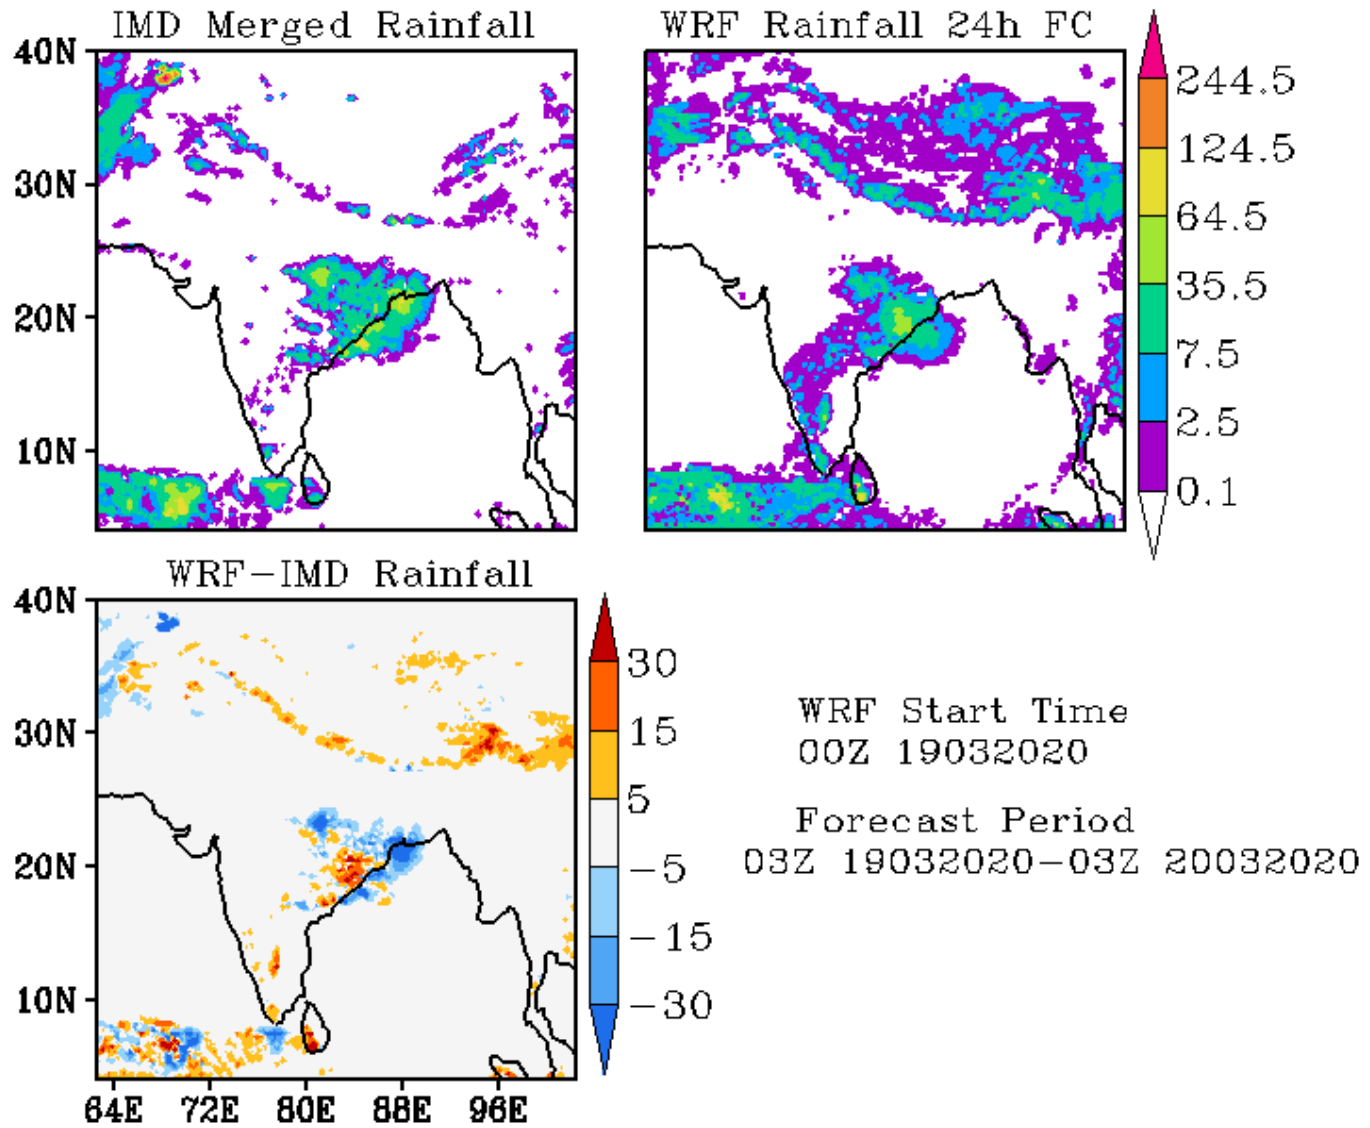 IMD Merged Rainfall
WRF Rainfall 24h FC
40N
30N
20N
10N
244.5
124.5
64.5
35.5
7.5
2.5
0.1
WRF-IMD Rainfall
40N
30N
20N
10N
64E 72E 80E 88E 96E
30
15
5
-5
-15
-30
WRF Start Time
00Z 19032020
Forecast Period
03Z 19032020-03Z 20032020